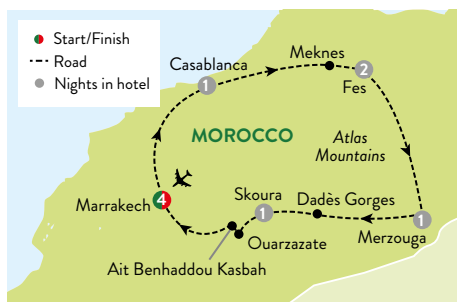 Start/Finish
Road
Nights in hotel
Casablanca
1
Meknes
2
Fes
MOROCCO
Atlas
Mountains
4
Marrakech
Skoura
1
Dadès Gorges
1
Merzouga
Ouarzazate
Ait Benhaddou Kasbah